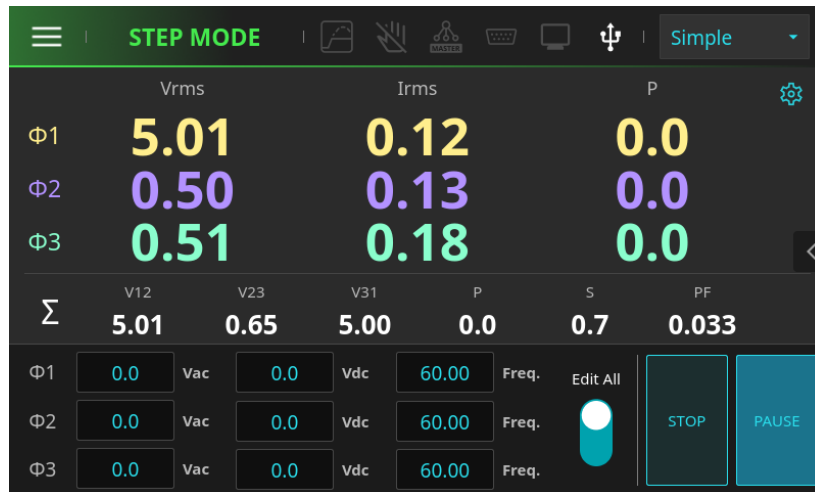 STEP MODE MASTER Simple
Vrms Irms P
Φ1 5.01 0.12 0.0
Φ2 0.50 0.13 0.0
Φ3 0.51 0.18 0.0
V12 V23 V31 P S PF
Σ 5.01 0.65 5.00 0.0 0.7 0.033
Φ1 0.0 Vac 0.0 Vdc 60.00 Freq. Edit All
Φ2 0.0 Vac 0.0 Vdc 60.00 Freq. STOP PAUSE
Φ3 0.0 Vac 0.0 Vdc 60.00 Freq.